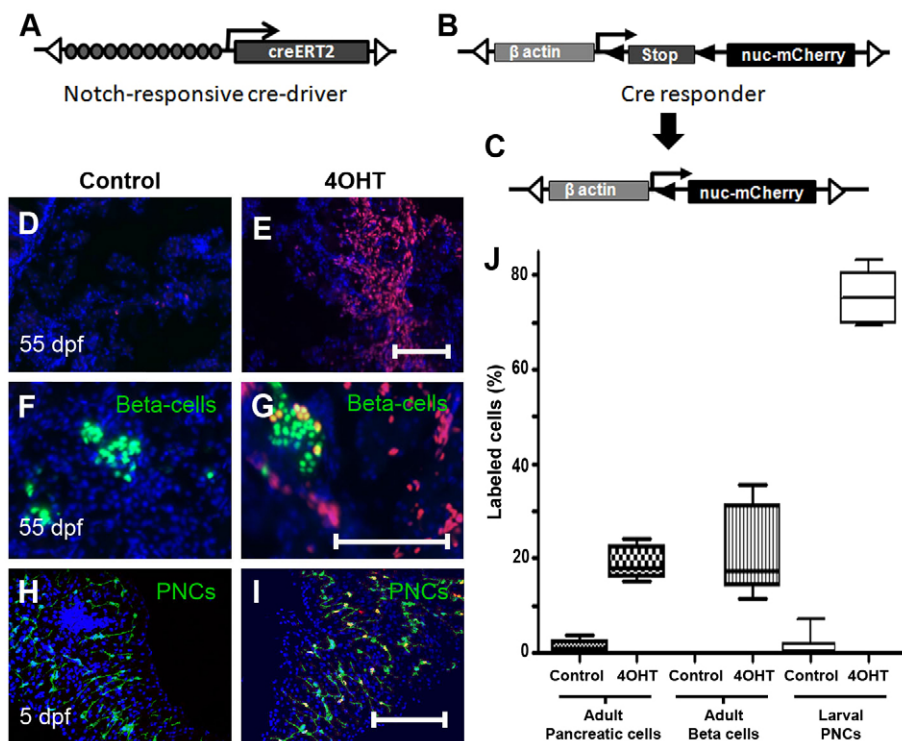 A
creERT2
Notch-responsive cre-driver
B
β actin
Stop
nuc-mCherry
Cre responder
C
β actin
nuc-mCherry
Control
4OHT
D
55 dpf
E
F
Beta-cells
55 dpf
G
Beta-cells
H
PNCs
5 dpf
I
PNCs
J
Labeled cells (%)
80
60
40
20
0
Control 4OHT Control 4OHT Control 4OHT
Adult Pancreatic cells
Adult Beta cells
Larval PNCs